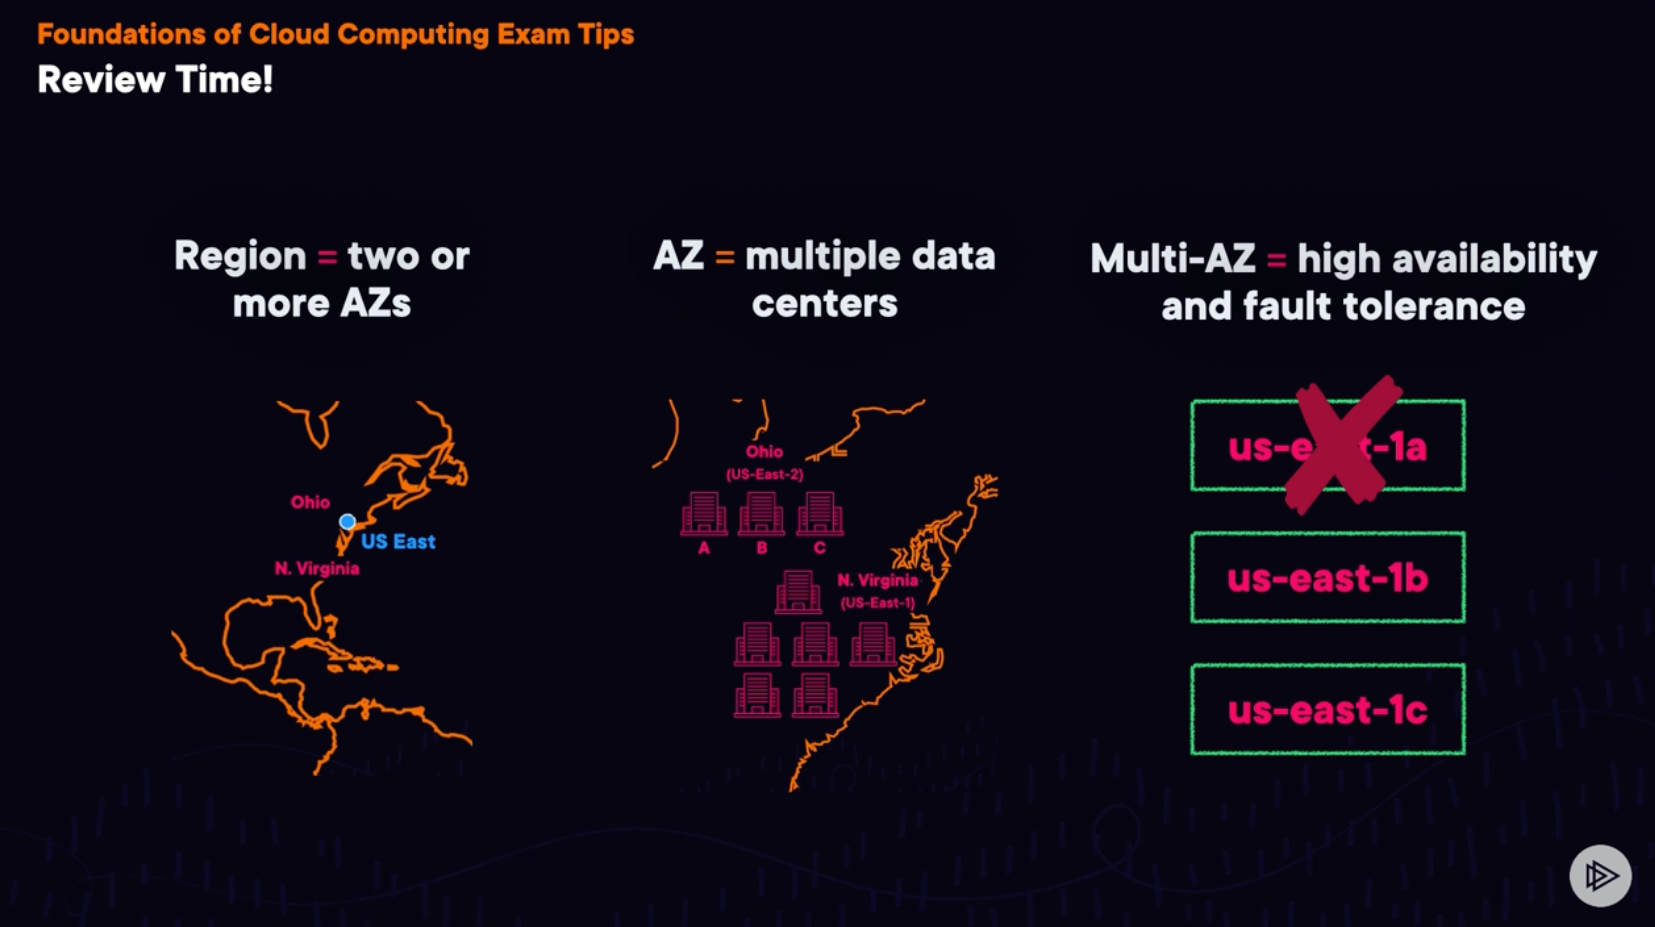 Foundations of Cloud Computing Exam Tips
Review Time!
Region = two or
more AZs
Ohio
US East
N. Virginia
AZ = multiple data
centers
Ohio
(US-East-2)
A B C
N. Virginia
(US-East-1)
Multi-AZ = high availability
and fault tolerance
us-e t-1a
us-east-1b
us-east-1c